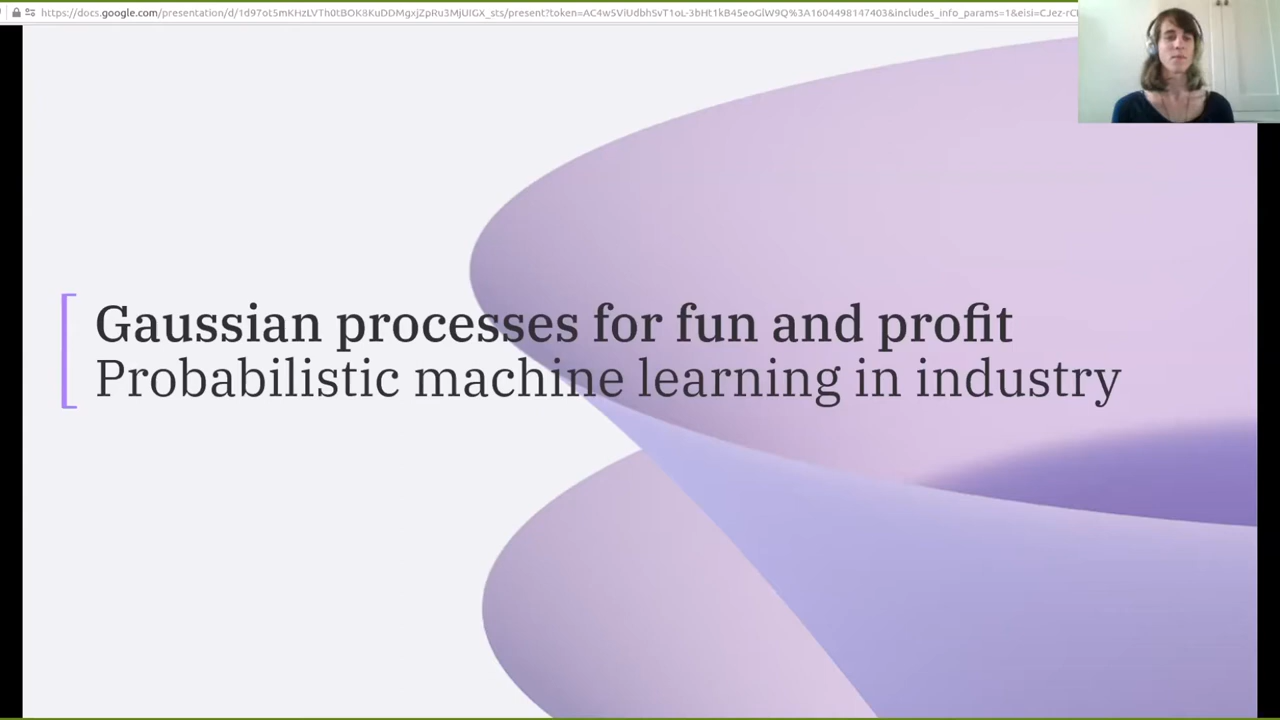 https://docs.google.com/presentation/d/1d97ot5mKHzLVTh0tBOK8KuDDMgxjZpRu3MjUIGX_sts/present?token=AC4w5ViUdbhSvT1oL-3bHt1kB45eoGlW9Q%3A1604498147403&includes_info_params=1&eisi=CJez-rC
Gaussian processes for fun and profit
Probabilistic machine learning in industry